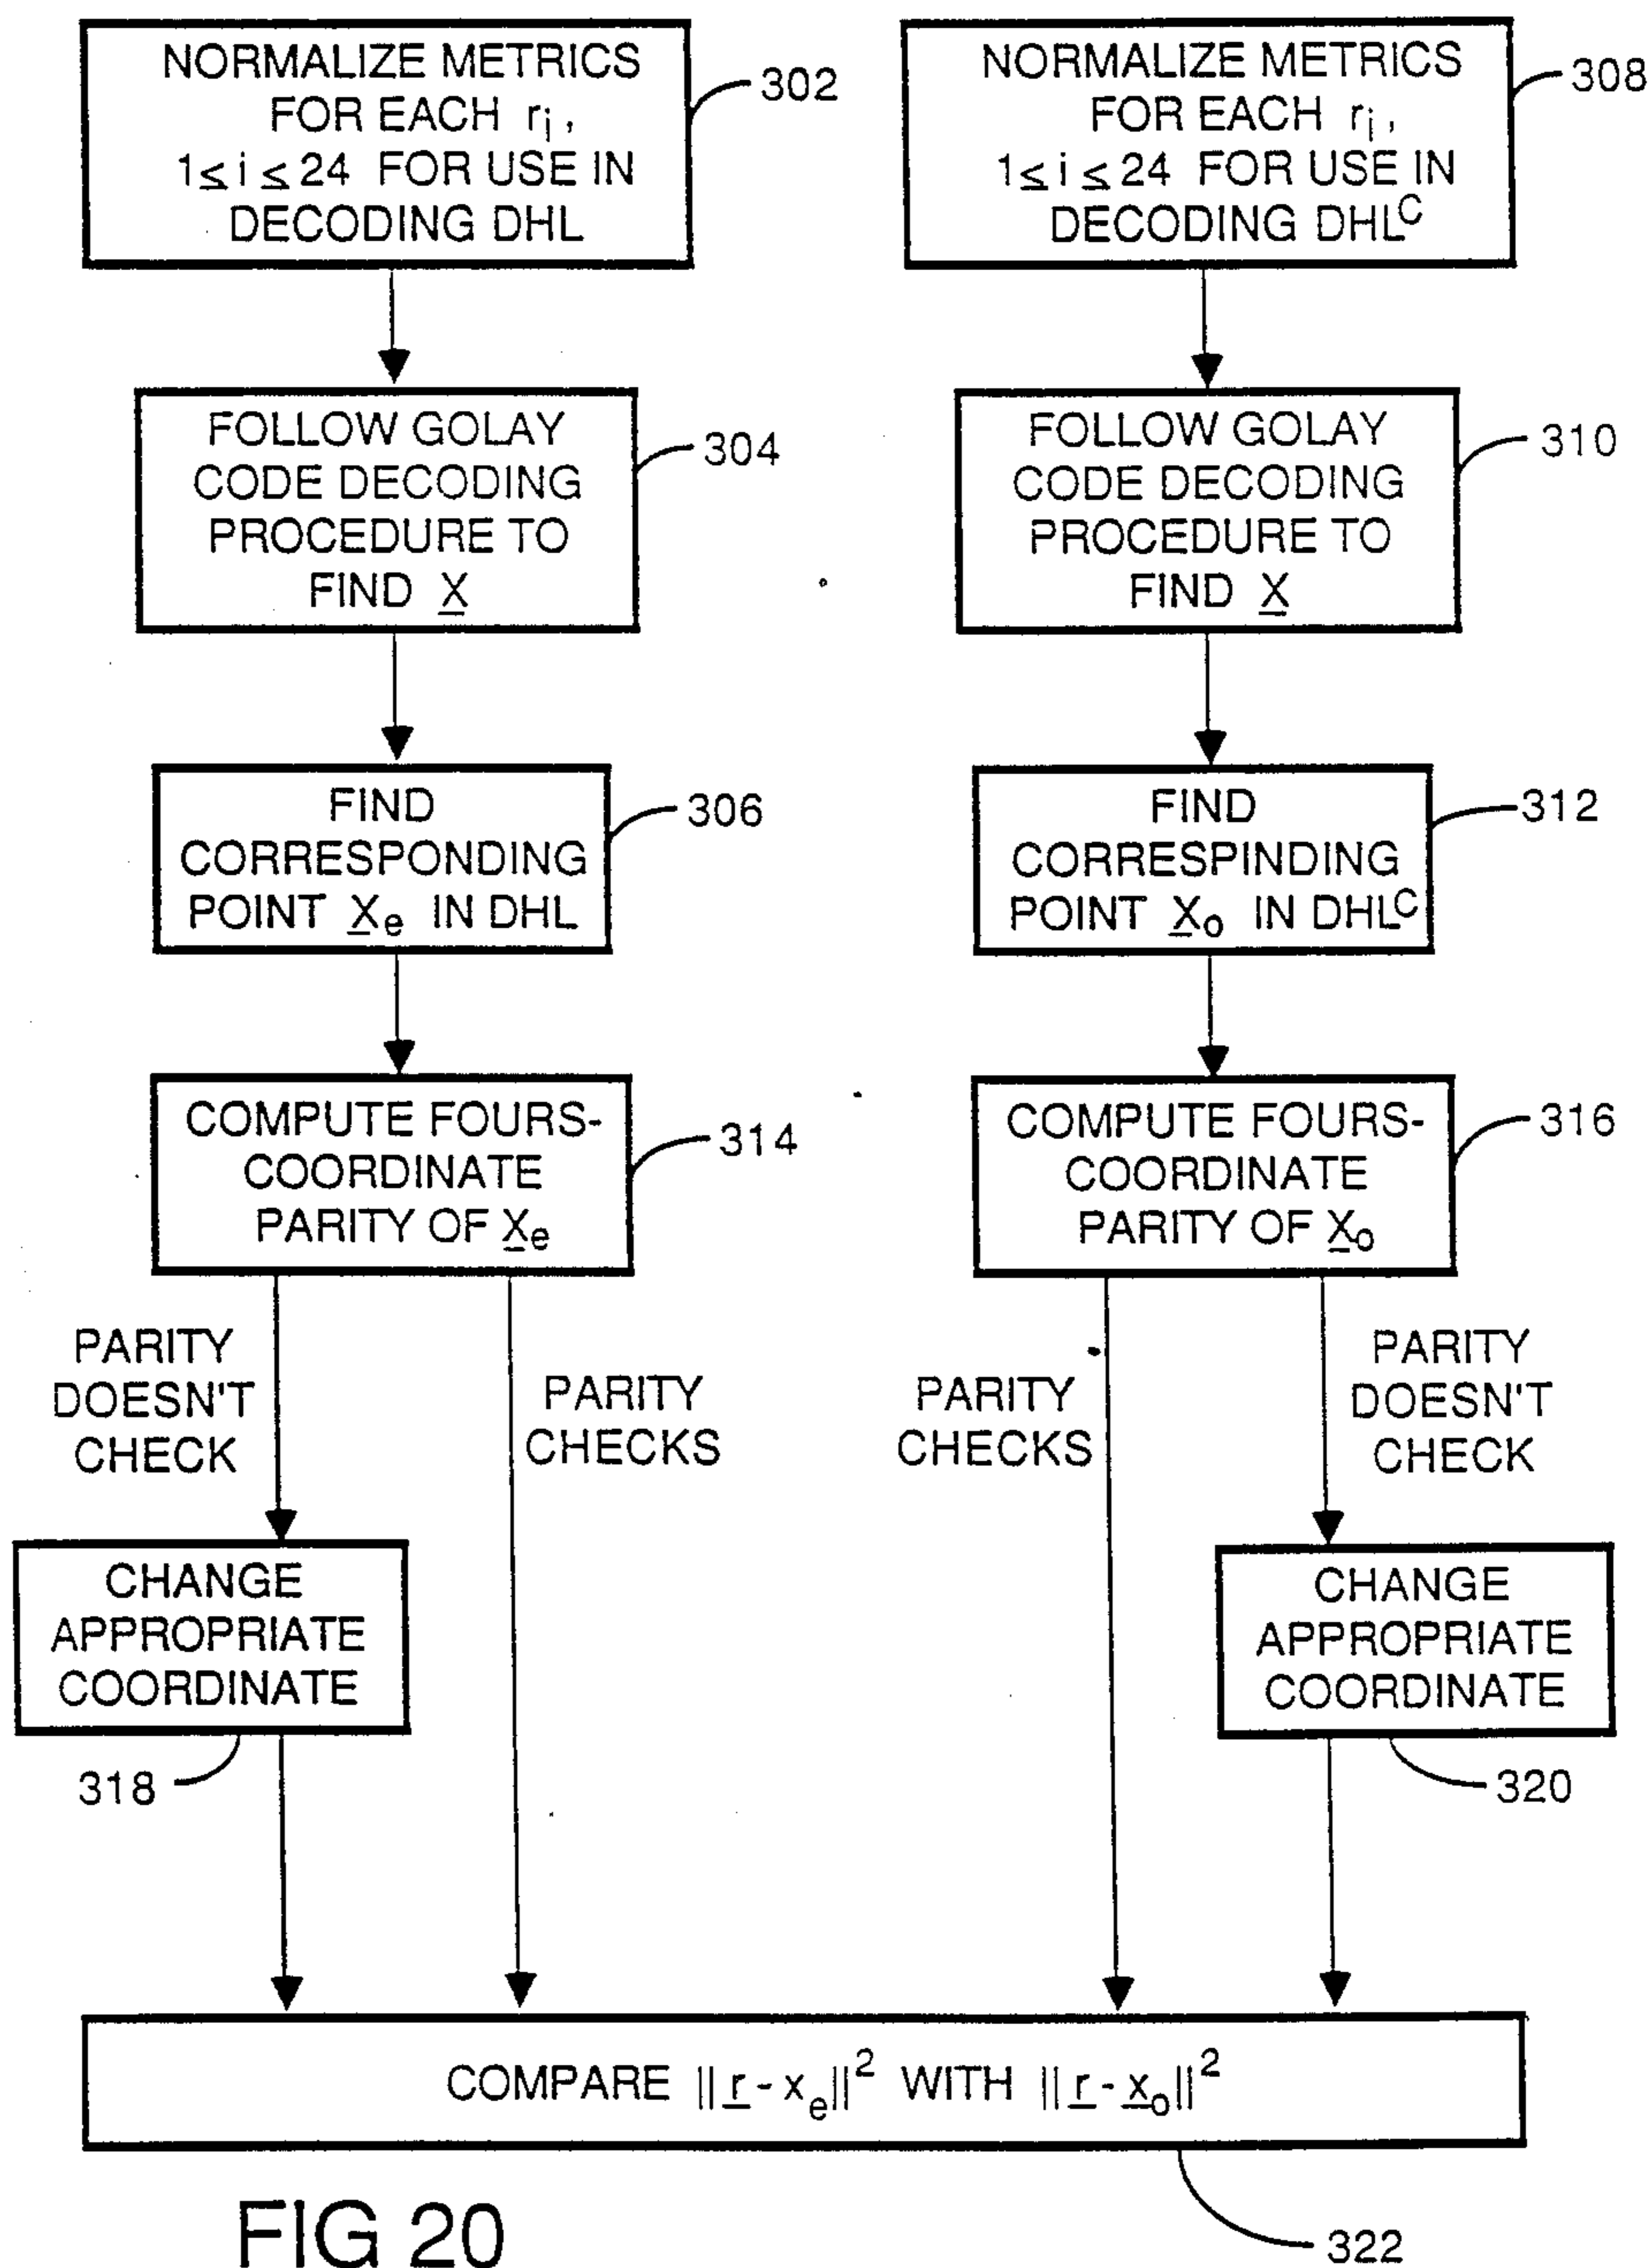 NORMALIZE METRICS
FOR EACH r_i,
1≤i≤24 FOR USE IN
DECODING DHL
302
NORMALIZE METRICS
FOR EACH r_i,
1≤i≤24 FOR USE IN
DECODING DHL^C
308
FOLLOW GOLAY
CODE DECODING
PROCEDURE TO
FIND X
304
FOLLOW GOLAY
CODE DECODING
PROCEDURE TO
FIND X
310
FIND
CORRESPONDING
POINT X_e IN DHL
306
FIND
CORRESPINDING
POINT X_o IN DHL^C
312
COMPUTE FOURS-
COORDINATE
PARITY OF X_e
314
COMPUTE FOURS-
COORDINATE
PARITY OF X_o
316
PARITY
DOESN'T
CHECK
PARITY
CHECKS
PARITY
CHECKS
PARITY
DOESN'T
CHECK
CHANGE
APPROPRIATE
COORDINATE
318
CHANGE
APPROPRIATE
COORDINATE
320
COMPARE ||r - x_e||^2 WITH ||r - x_o||^2
322
FIG 20